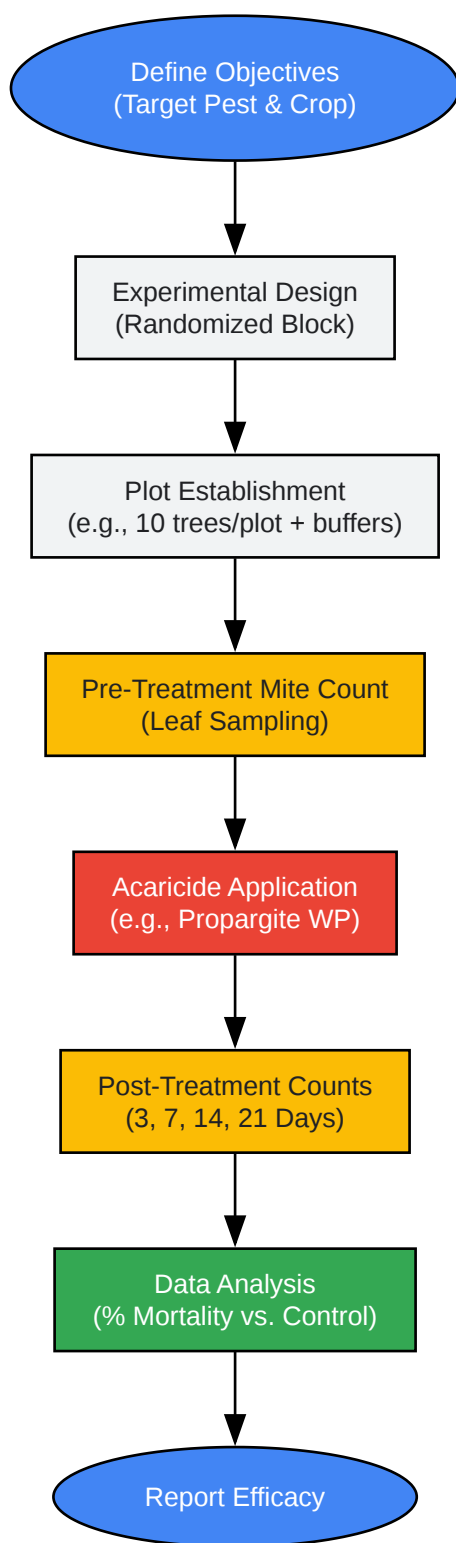 Define Objectives
(Target Pest & Crop)
Experimental Design
(Randomized Block)
Plot Establishment
(e.g., 10 trees/plot + buffers)
Pre-Treatment Mite Count
(Leaf Sampling)
Acaricide Application
(e.g., Propargite WP)
Post-Treatment Counts
(3, 7, 14, 21 Days)
Data Analysis
(% Mortality vs. Control)
Report Efficacy